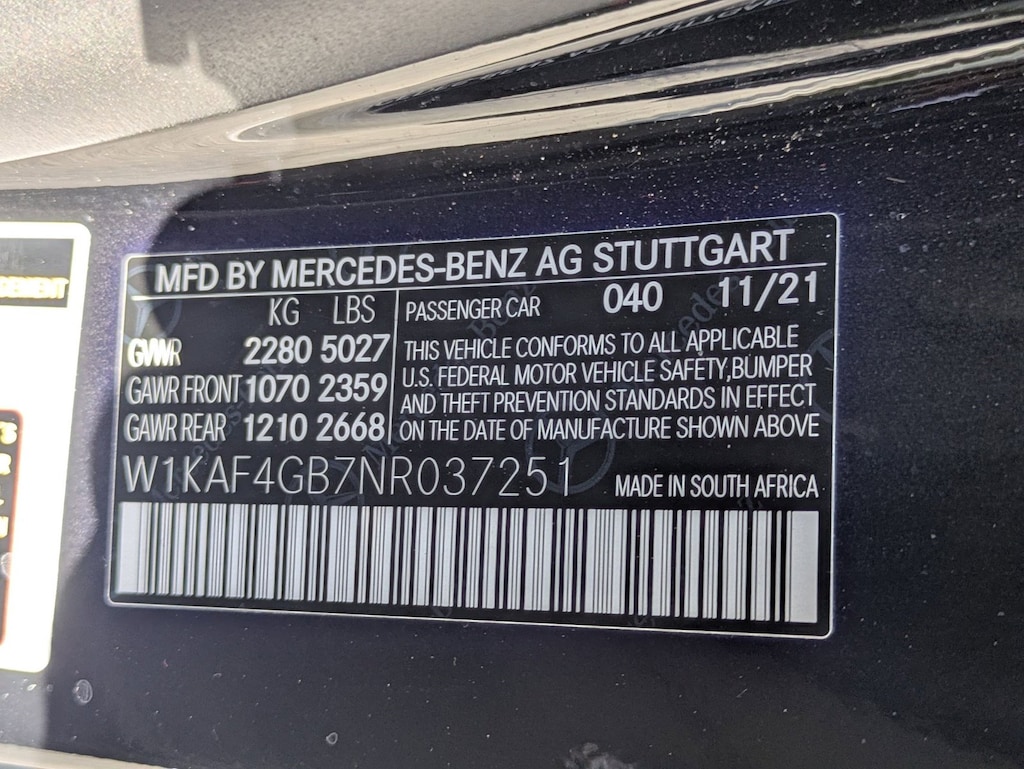 MFD BY MERCEDES-BENZ AG STUTTGART
KG LBS
GVWR 2280 5027
GAWR FRONT 1070 2359
GAWR REAR 1210 2668
PASSENGER CAR 040 11/21
THIS VEHICLE CONFORMS TO ALL APPLICABLE
U.S. FEDERAL MOTOR VEHICLE SAFETY, BUMPER
AND THEFT PREVENTION STANDARDS IN EFFECT
ON THE DATE OF MANUFACTURE SHOWN ABOVE
W1KAF4GB7NR037251 MADE IN SOUTH AFRICA